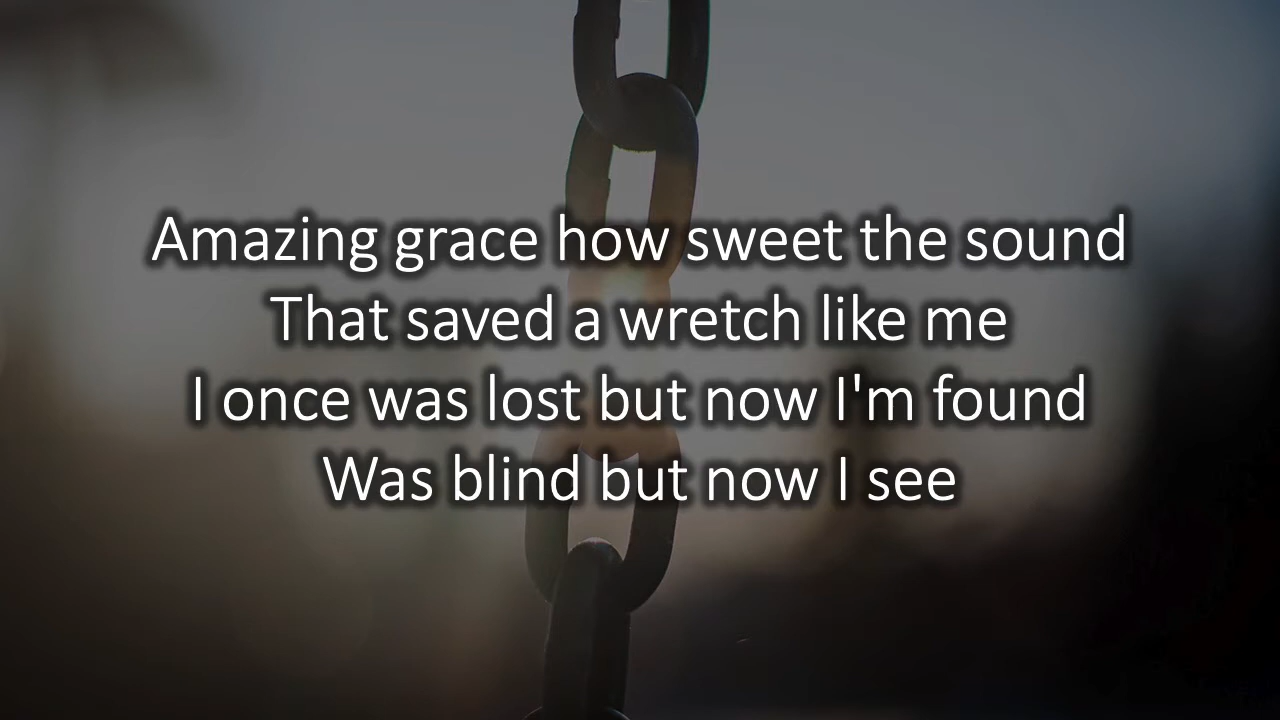 Amazing grace how sweet the sound
That saved a wretch like me
I once was lost but now I'm found
Was blind but now I see